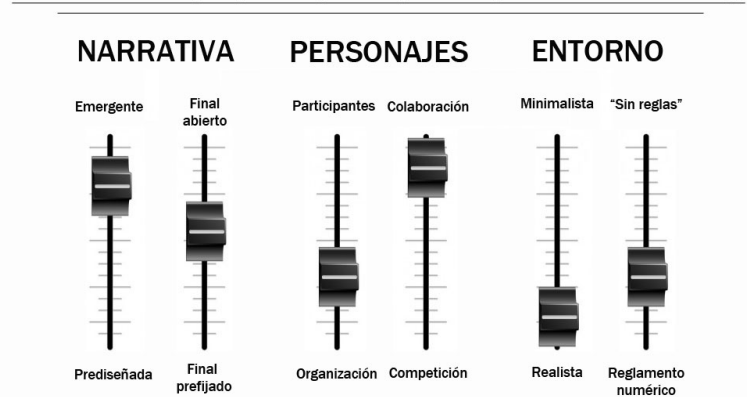 NARRATIVA PERSONAJES ENTORNO
Emergente
Final
abierto
Participantes
Colaboración
Minimalista
“Sin reglas”
Prediseñada
Final
prefijado
Organización
Competición
Realista
Reglamento
numérico